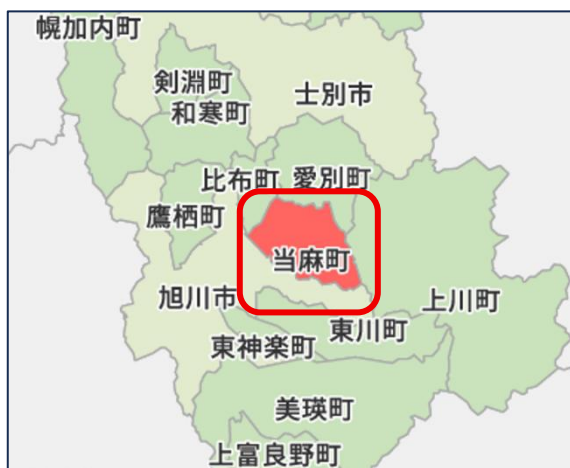 幌加内町
剣淵町
士別市
和寒町
比布町
愛別町
鷹栖町
当麻町
旭川市
上川町
東川町
東神楽町
美瑛町
上富良野町